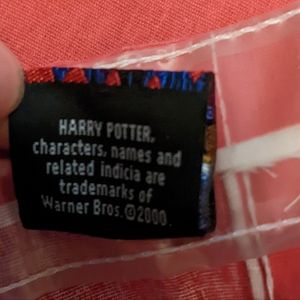 HARRY POTTER,
characters, names and
related indicia are
trademarks of
Warner Bros.©2000.